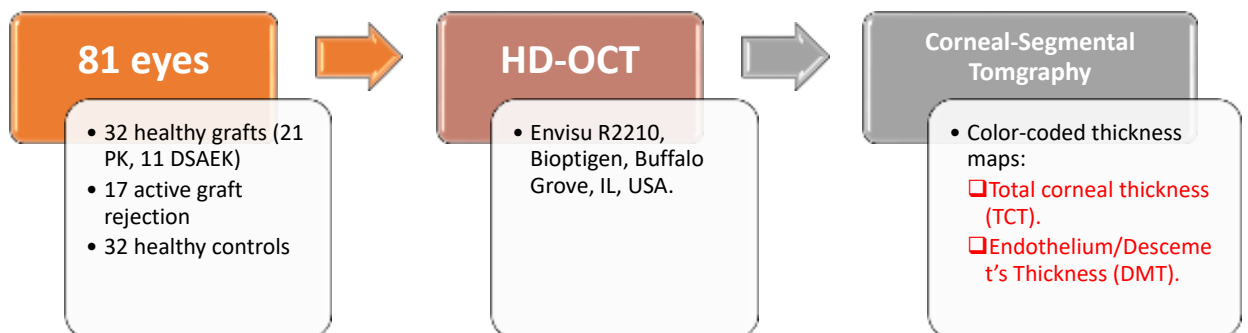 81 eyes
• 32 healthy grafts (21
PK, 11 DSAEK)
• 17 active graft
rejection
• 32 healthy controls
HD-OCT
• Envisu R2210,
Bioptigen, Buffalo
Grove, IL, USA.
Corneal-Segmental
Tomgraphy
• Color-coded thickness
maps:
❑Total corneal thickness
(TCT).
❑Endothelium/Desceme
t’s Thickness (DMT).